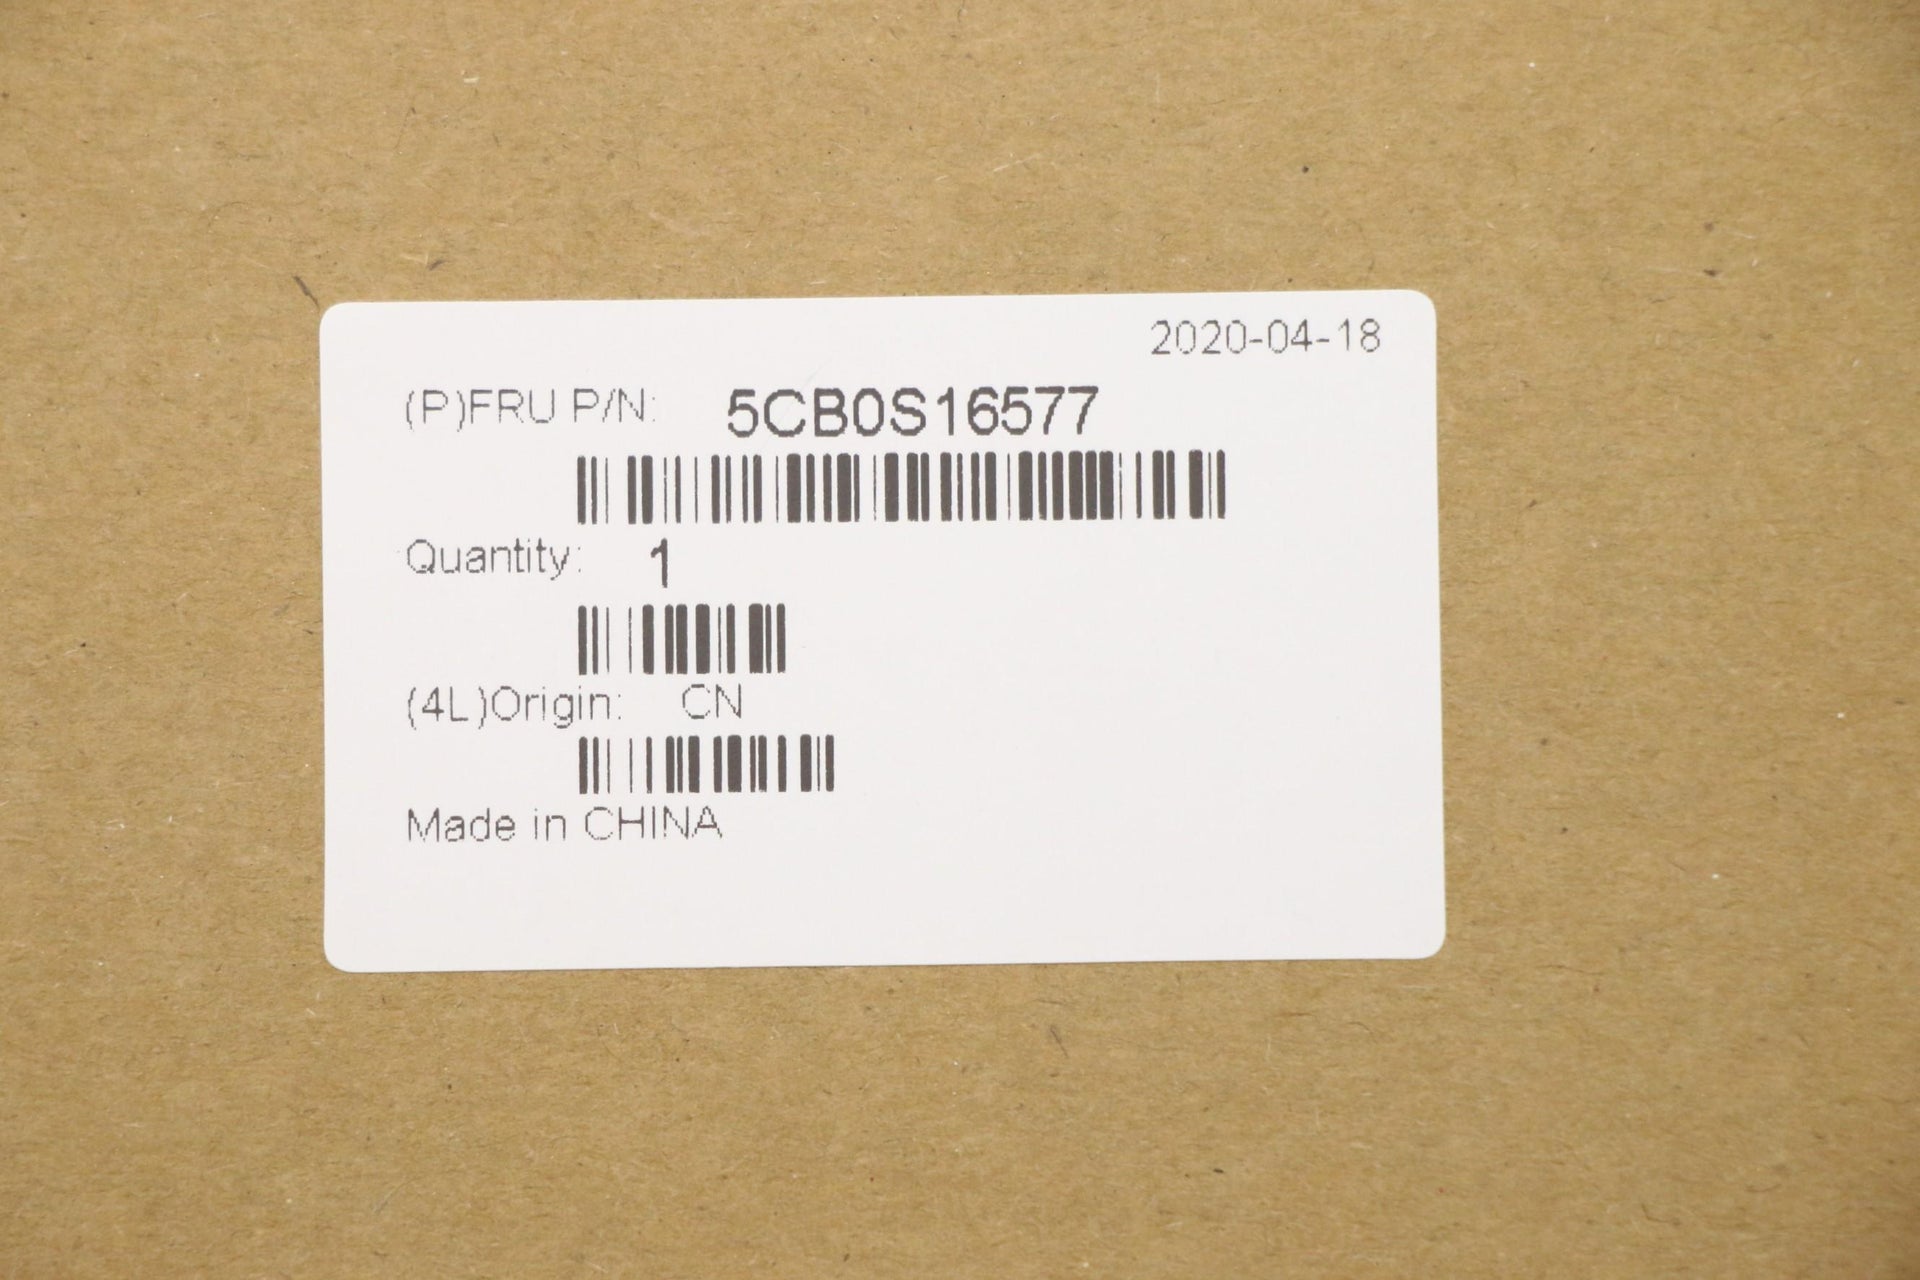 2020-04-18
(P)FRU P/N: 5CB0S16577
Quantity: 1
(4L)Origin: CN
Made in CHINA